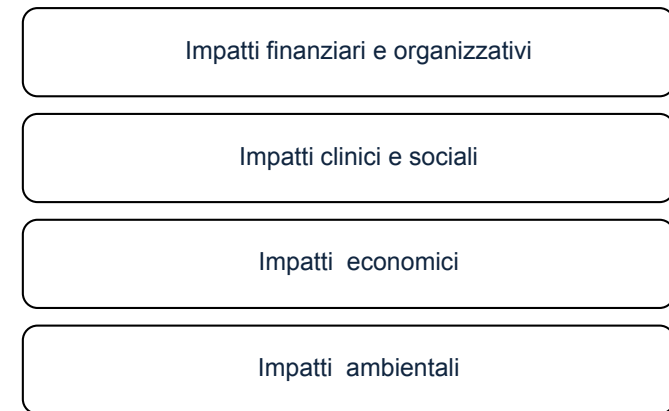 Impatti finanziari e organizzativi
Impatti clinici e sociali
Impatti  economici
Impatti  ambientali